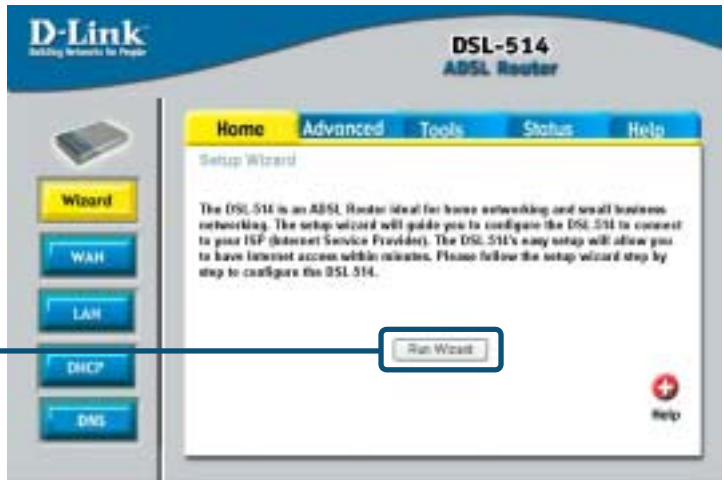 D-Link
Building Networks for People
DSL-514
ADSL Router
Home
Advanced
Tools
Status
Help
Setup Wizard
Wizard
WAN
LAN
DHCP
DNS
The DSL-514 is an ADSL Router ideal for home networking and small business
networking. The setup wizard will guide you to configure the DSL-514 to connect
to your ISP (Internet Service Provider). The DSL-514's easy setup will allow you
to have Internet access within minutes. Please follow the setup wizard step by
step to configure the DSL-514.
Run Wizard
Help